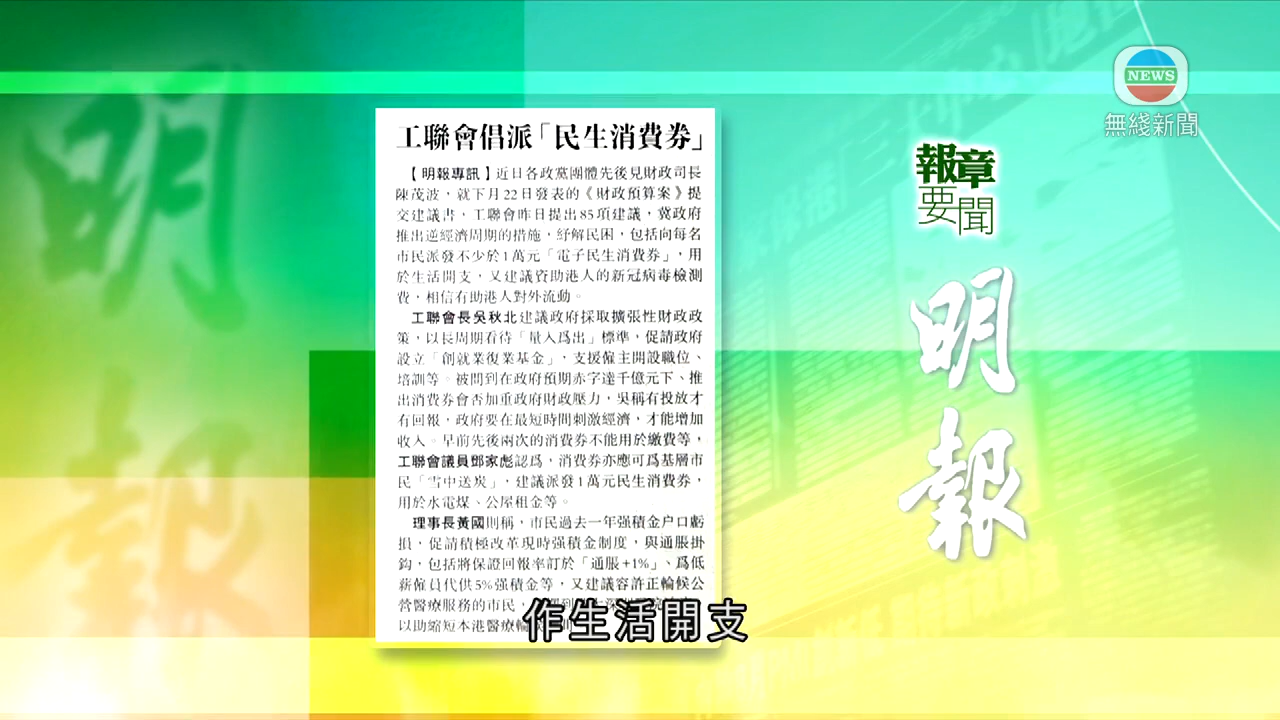 NEWS
無綫新聞
報章
要聞
明報
工聯會倡派「民生消費券」
【明報專訊】近日各政黨團體先後見財政司長
陳茂波，就下月22日發表的《財政預算案》提
交建議書，工聯會昨日提出85項建議，冀政府
推出逆經濟周期的措施，紓解民困，包括向每名
市民派發不少於1萬元「電子民生消費券」，用
於生活開支，又建議資助港人的新冠病毒檢測
費，相信有助港人對外流動。
工聯會長吳秋北建議政府採取擴張性財政政
策，以長周期看待「量入爲出」標準，促請政府
設立「創就業復業基金」，支援僱主開設職位、
培訓等。被問到在政府預期赤字達千億元下、推
出消費券會否加重政府財政壓力，吳稱有投放才
有回報，政府要在最短時間刺激經濟，才能增加
收入。早前先後兩次的消費券不能用於繳費等，
工聯會議員鄧家彪認爲，消費券亦應可爲基層市
民「雪中送炭」，建議派發1萬元民生消費券，
用於水電煤、公屋租金等。
理事長黃國則稱，市民過去一年强積金户口虧
損，促請積極改革現時强積金制度，與通脹掛
鈎，包括將保證回報率訂於「通脹+1%」、爲低
薪僱員代供5%强積金等，又建議容許正輪候公
營醫療服務的市民，
以助縮短本港醫療輪
作生活開支
明報